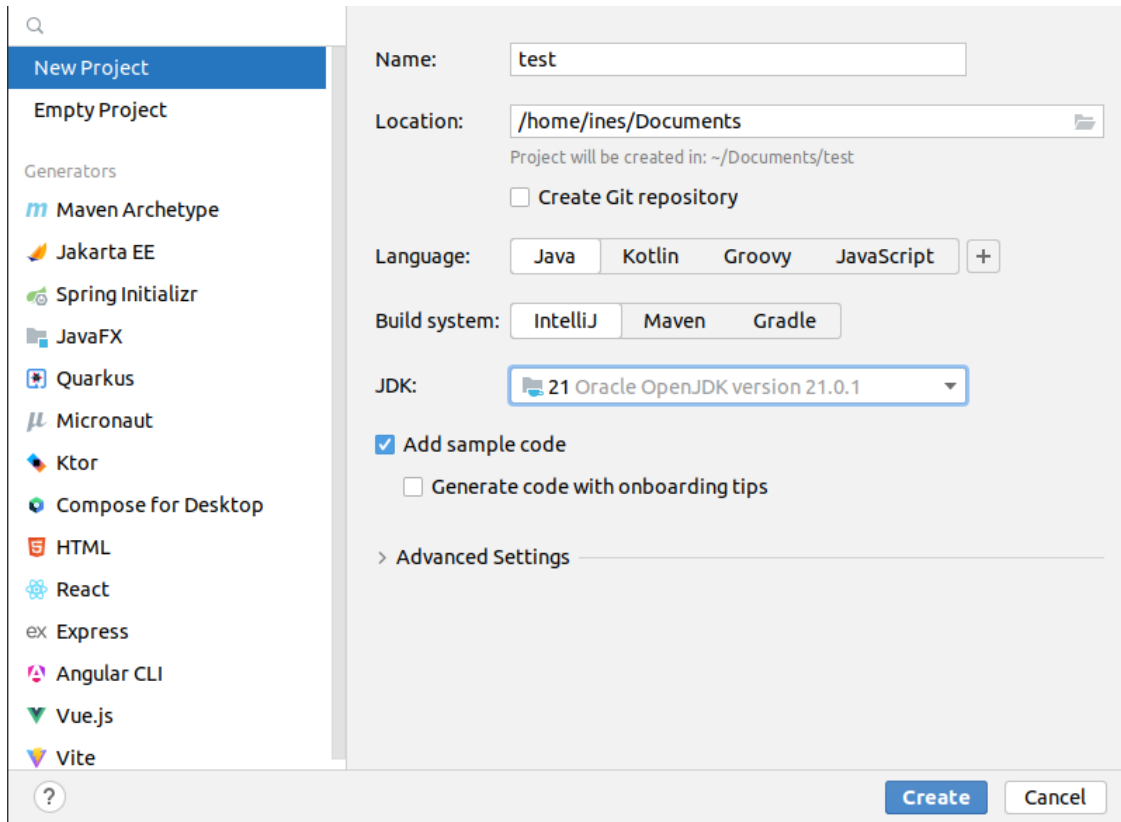 New Project
Empty Project
Generators
m Maven Archetype
Jakarta EE
Spring Initializr
JavaFX
Quarkus
μ Micronaut
Ktor
Compose for Desktop
5 HTML
React
ex Express
Angular CLI
Vue.js
Vite
Name: test
Location: /home/ines/Documents
Project will be created in: ~/Documents/test
Create Git repository
Language: Java Kotlin Groovy JavaScript +
Build system: IntelliJ Maven Gradle
JDK: 21 Oracle OpenJDK version 21.0.1
Add sample code
Generate code with onboarding tips
Advanced Settings
? Create Cancel